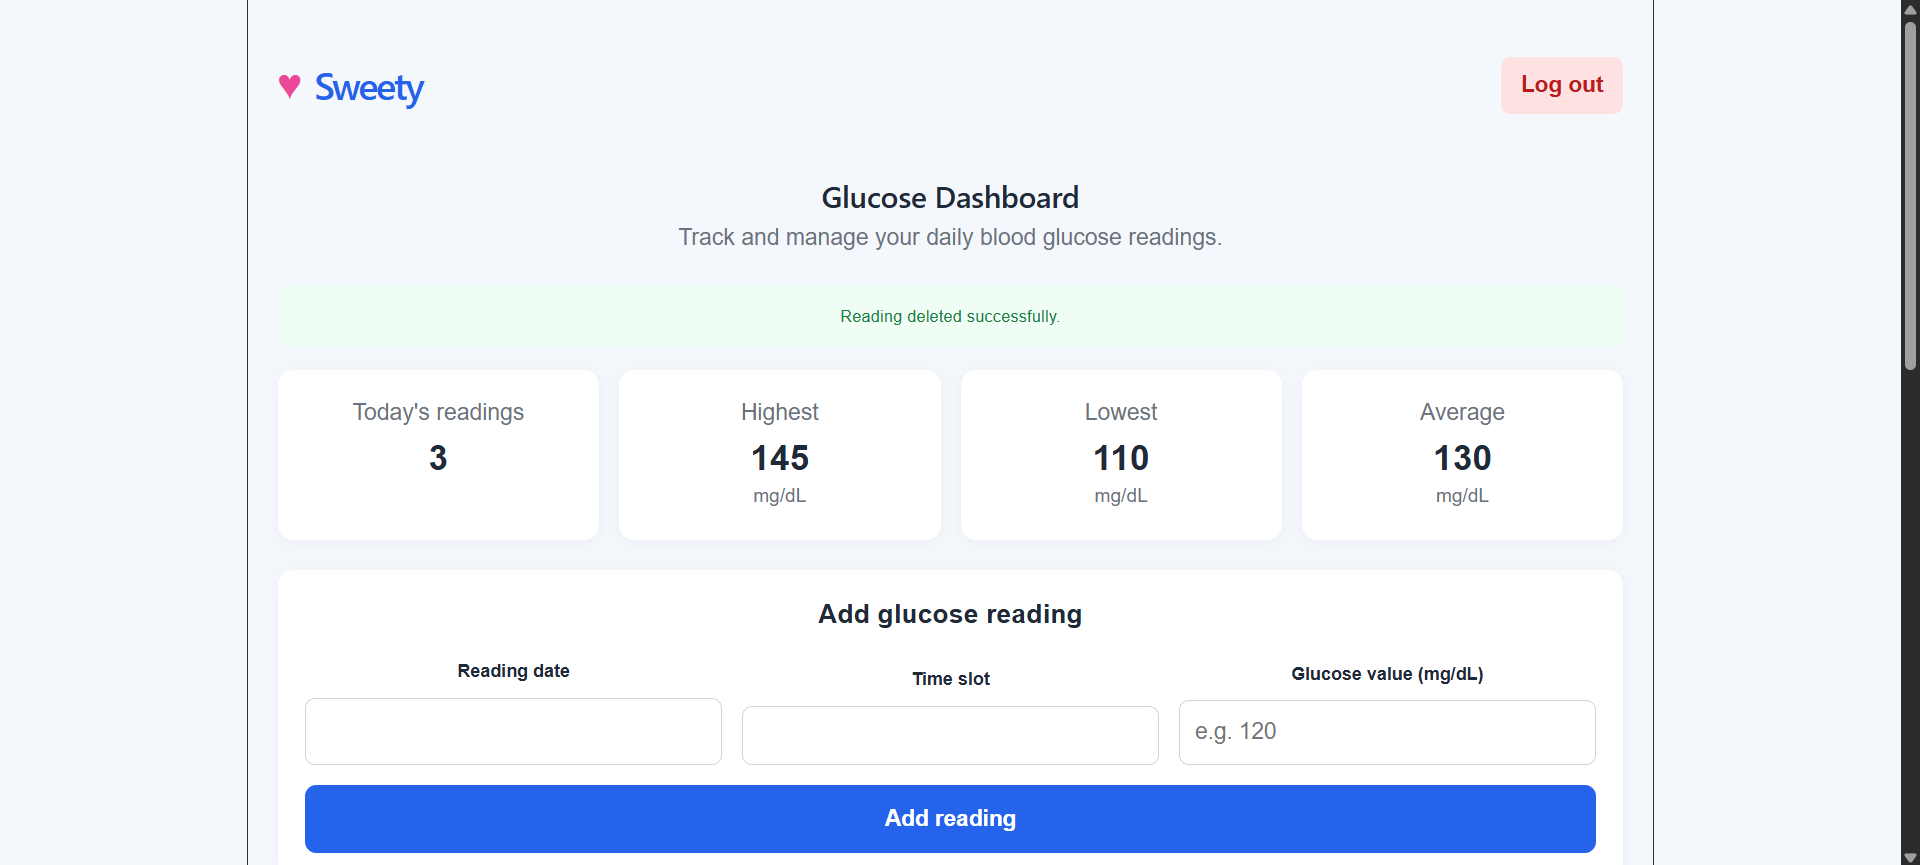 ♥ Sweety
Log out
Glucose Dashboard
Track and manage your daily blood glucose readings.
Reading deleted successfully.
Today's readings
3
Highest
145
mg/dL
Lowest
110
mg/dL
Average
130
mg/dL
Add glucose reading
Reading date
Time slot
Glucose value (mg/dL)
e.g. 120
Add reading